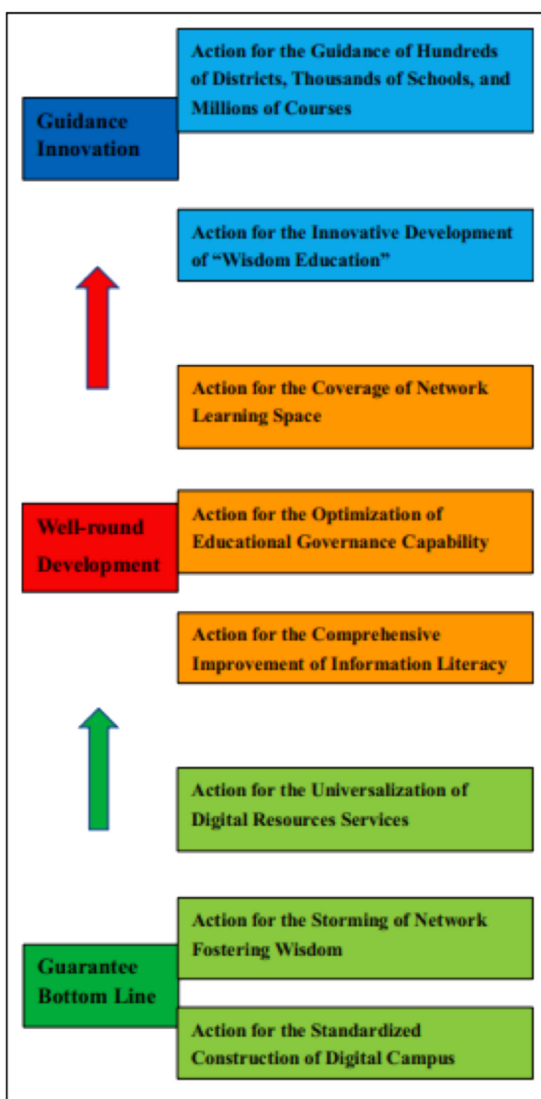 Action for the Guidance of Hundreds
of Districts, Thousands of Schools, and
Millions of Courses
Guidance
Innovation
Action for the Innovative Development
of “Wisdom Education”
Action for the Coverage of Network
Learning Space
Well-round
Development
Action for the Optimization of
Educational Governance Capability
Action for the Comprehensive
Improvement of Information Literacy
Action for the Universalization of
Digital Resources Services
Action for the Storming of Network
Fostering Wisdom
Guarantee
Bottom Line
Action for the Standardized
Construction of Digital Campus